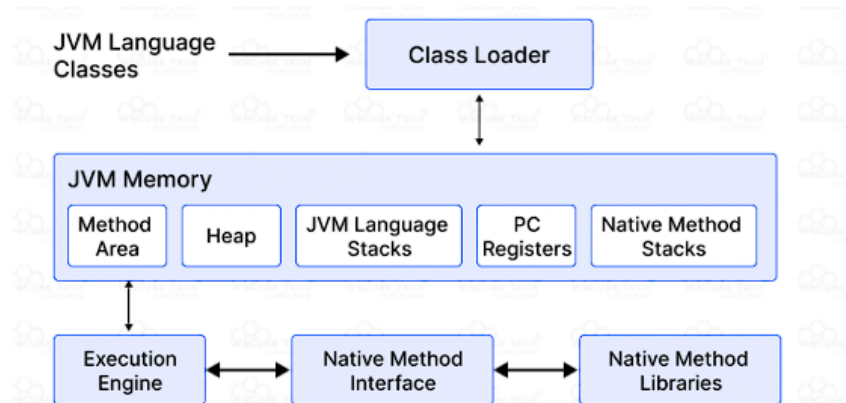 JVM Language
Classes
Class Loader
JVM Memory
Method
Area
Heap
JVM Language
Stacks
PC
Registers
Native Method
Stacks
Execution
Engine
Native Method
Interface
Native Method
Libraries